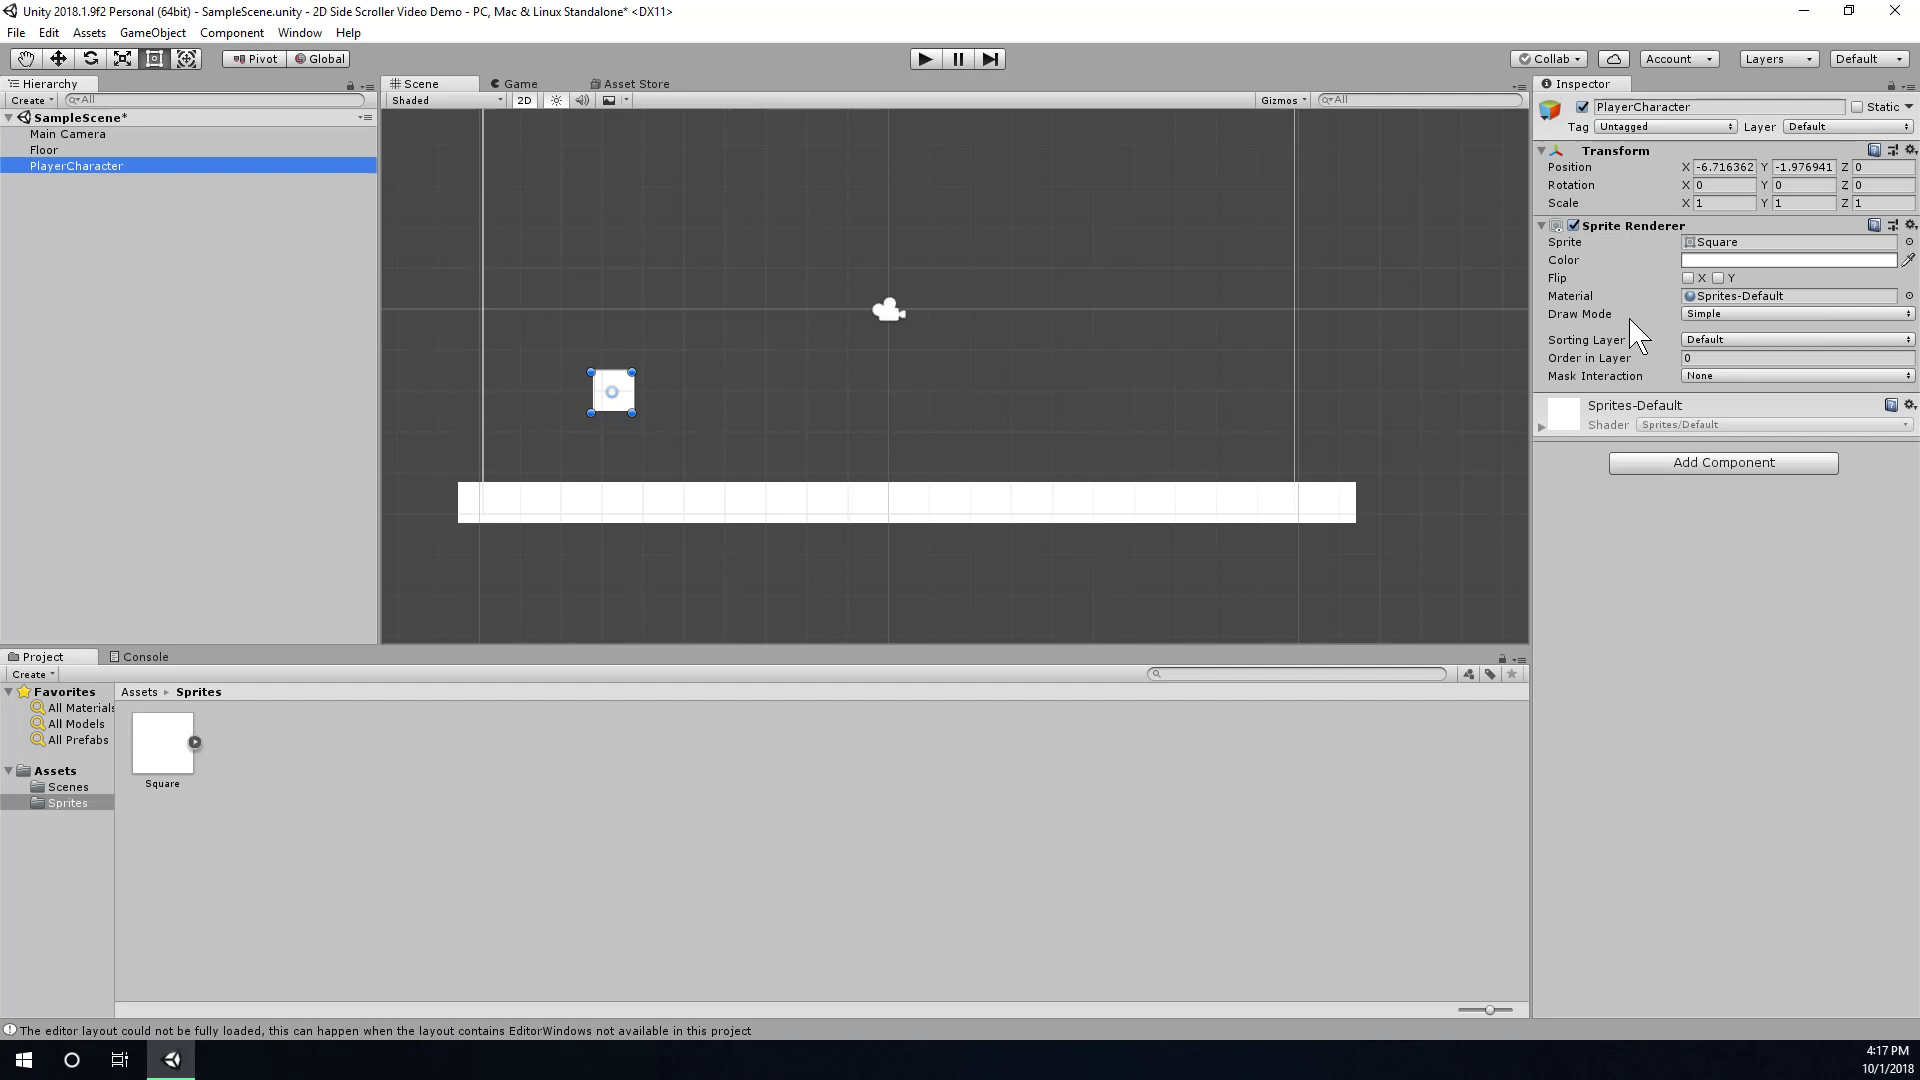 Unity 2018.1.9f2 Personal (64bit) - SampleScene.unity - 2D Side Scroller Video Demo - PC, Mac & Linux Standalone* <DX11>
File Edit Assets GameObject Component Window Help
Pivot Global Collab Account Layers Default
Hierarchy Scene Game Asset Store Inspector
Create All Shaded 2D Gizmos All
SampleScene*
Main Camera
Floor
PlayerCharacter
PlayerCharacter Static
Tag Untagged Layer Default
Transform
Position X -6.716362 Y -1.976941 Z 0
Rotation X 0 Y 0 Z 0
Scale X 1 Y 1 Z 1
Sprite Renderer
Sprite Square
Color
Flip X Y
Material Sprites-Default
Draw Mode Simple
Sorting Layer Default
Order in Layer 0
Mask Interaction None
Sprites-Default
Shader Sprites/Default
Add Component
Project Console
Create
Favorites Assets Sprites
All Materials
All Models
All Prefabs
Assets
Scenes
Sprites
Square
The editor layout could not be fully loaded, this can happen when the layout contains EditorWindows not available in this project
4:17 PM
10/1/2018